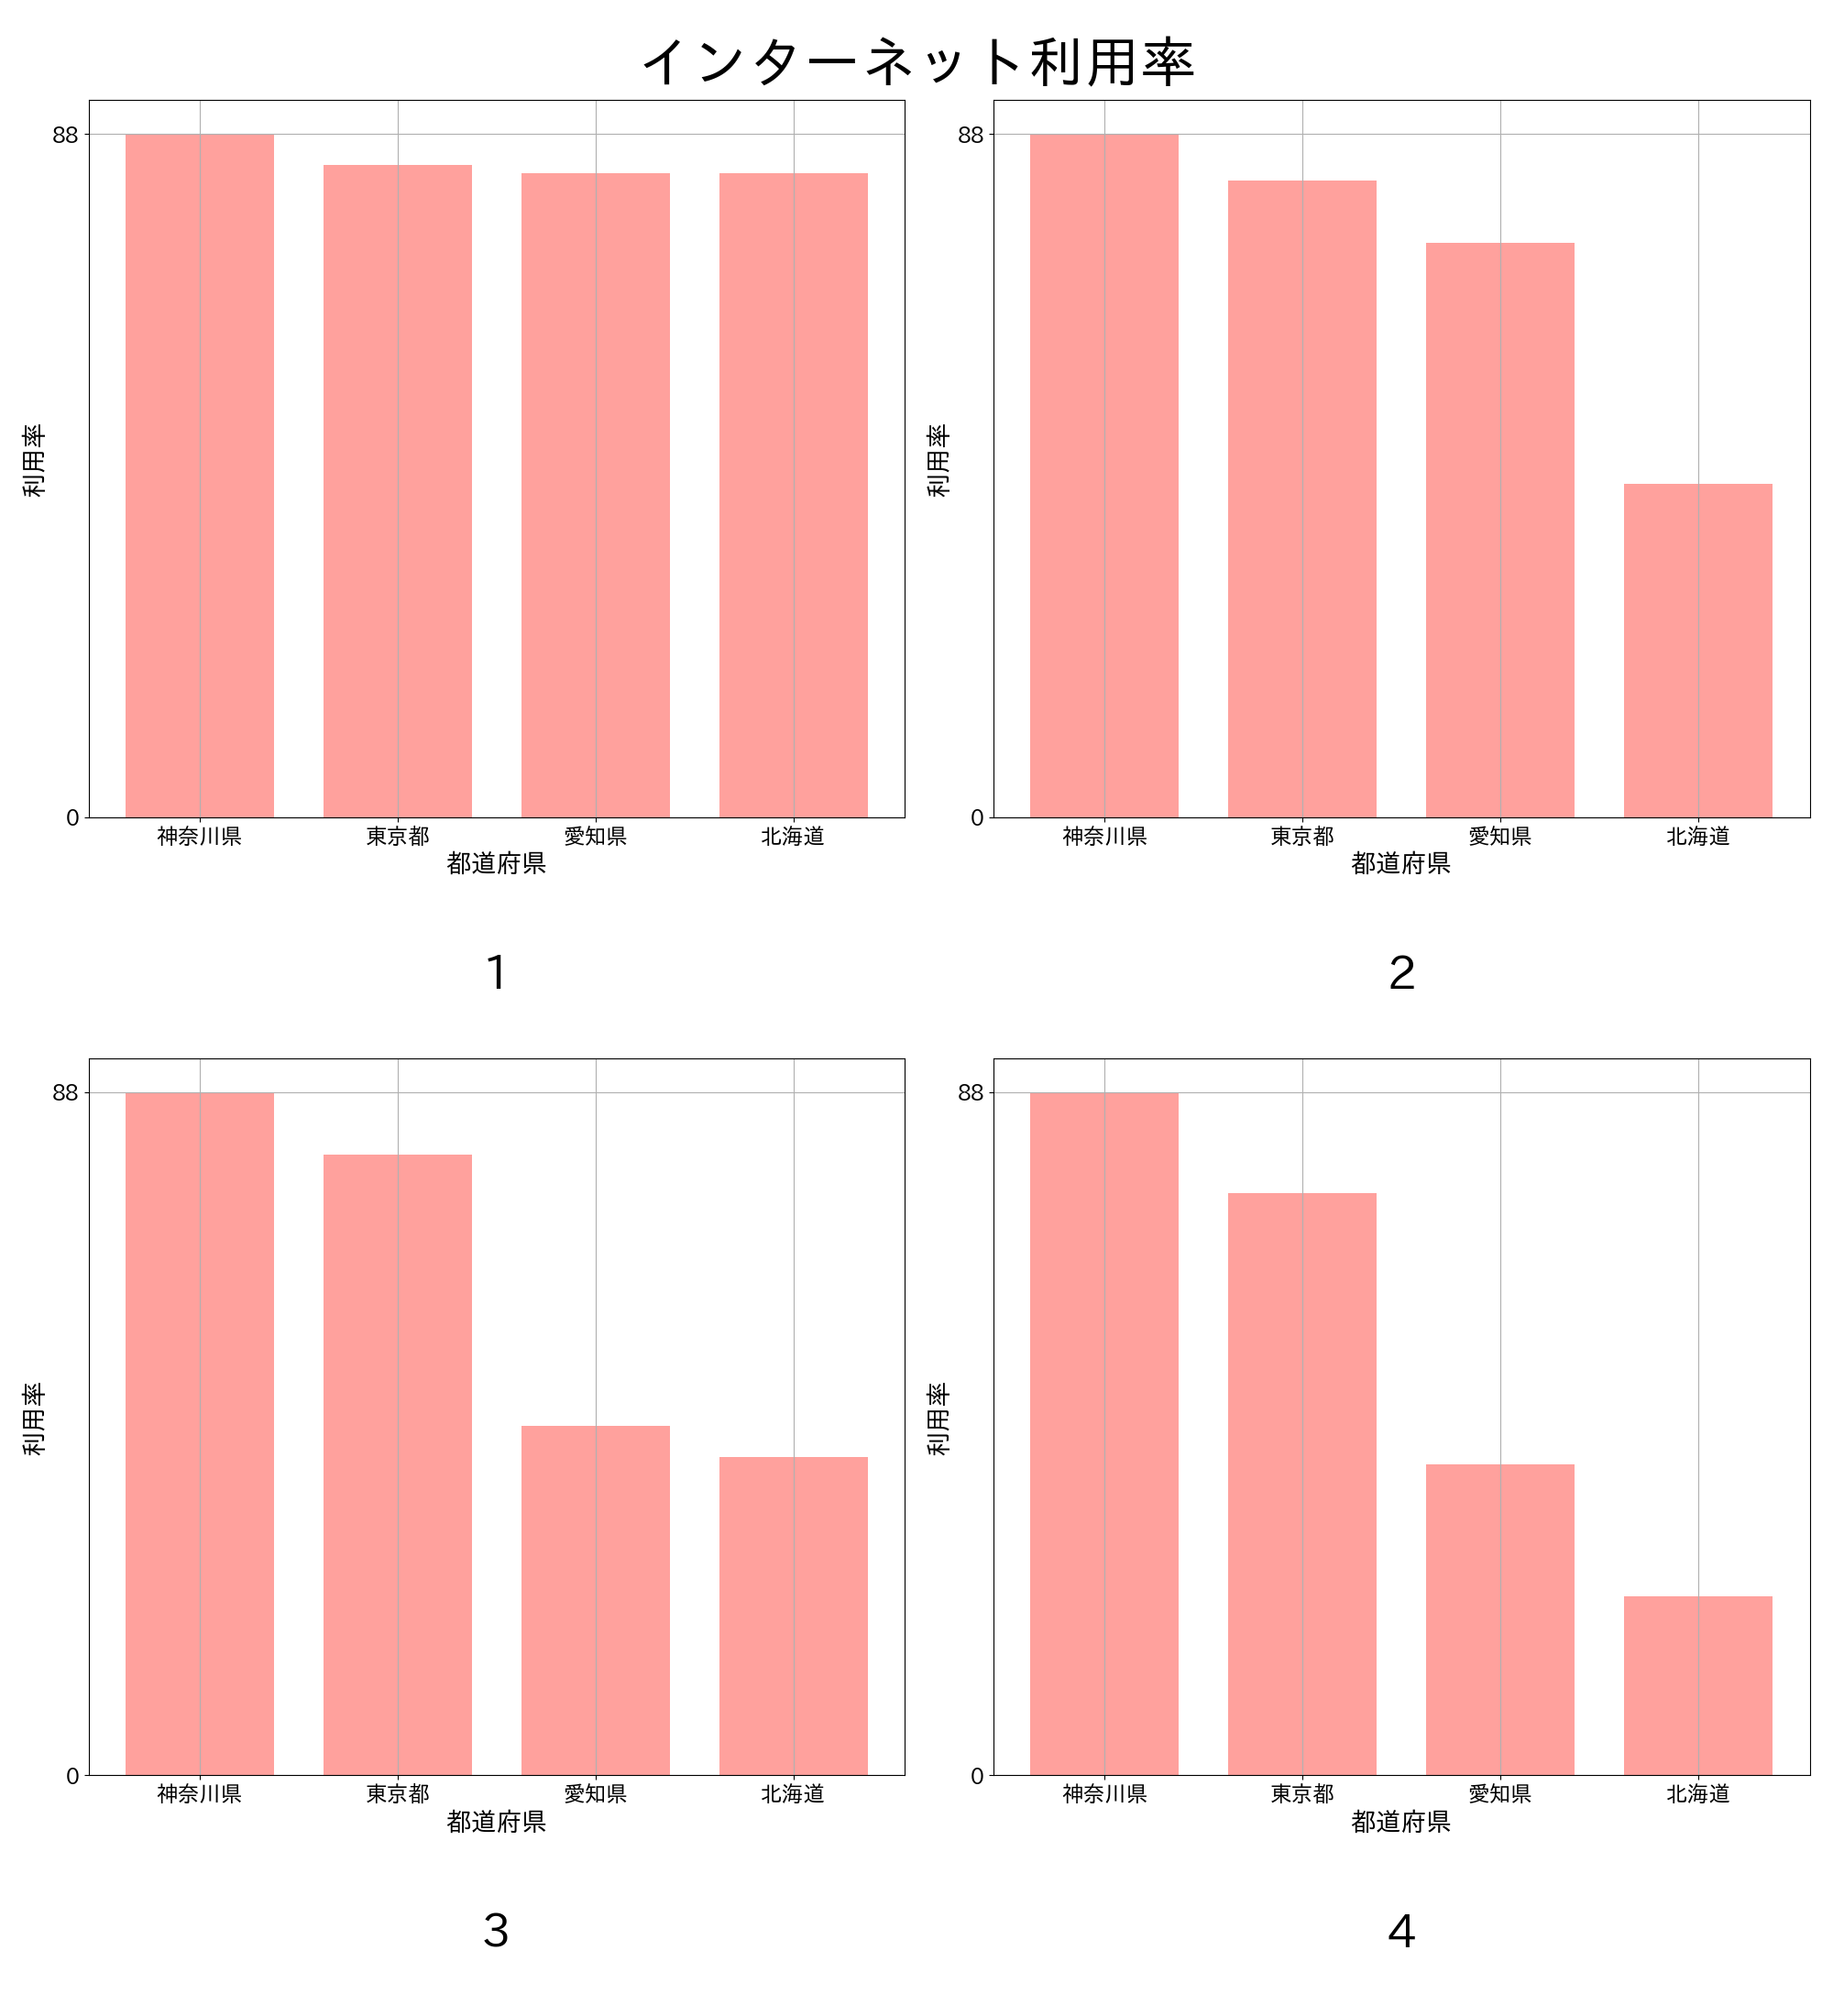 インターネット利用率
88
0
利用率
神奈川県 東京都 愛知県 北海道
都道府県
1
88
0
利用率
神奈川県 東京都 愛知県 北海道
都道府県
2
88
0
利用率
神奈川県 東京都 愛知県 北海道
都道府県
3
88
0
利用率
神奈川県 東京都 愛知県 北海道
都道府県
4